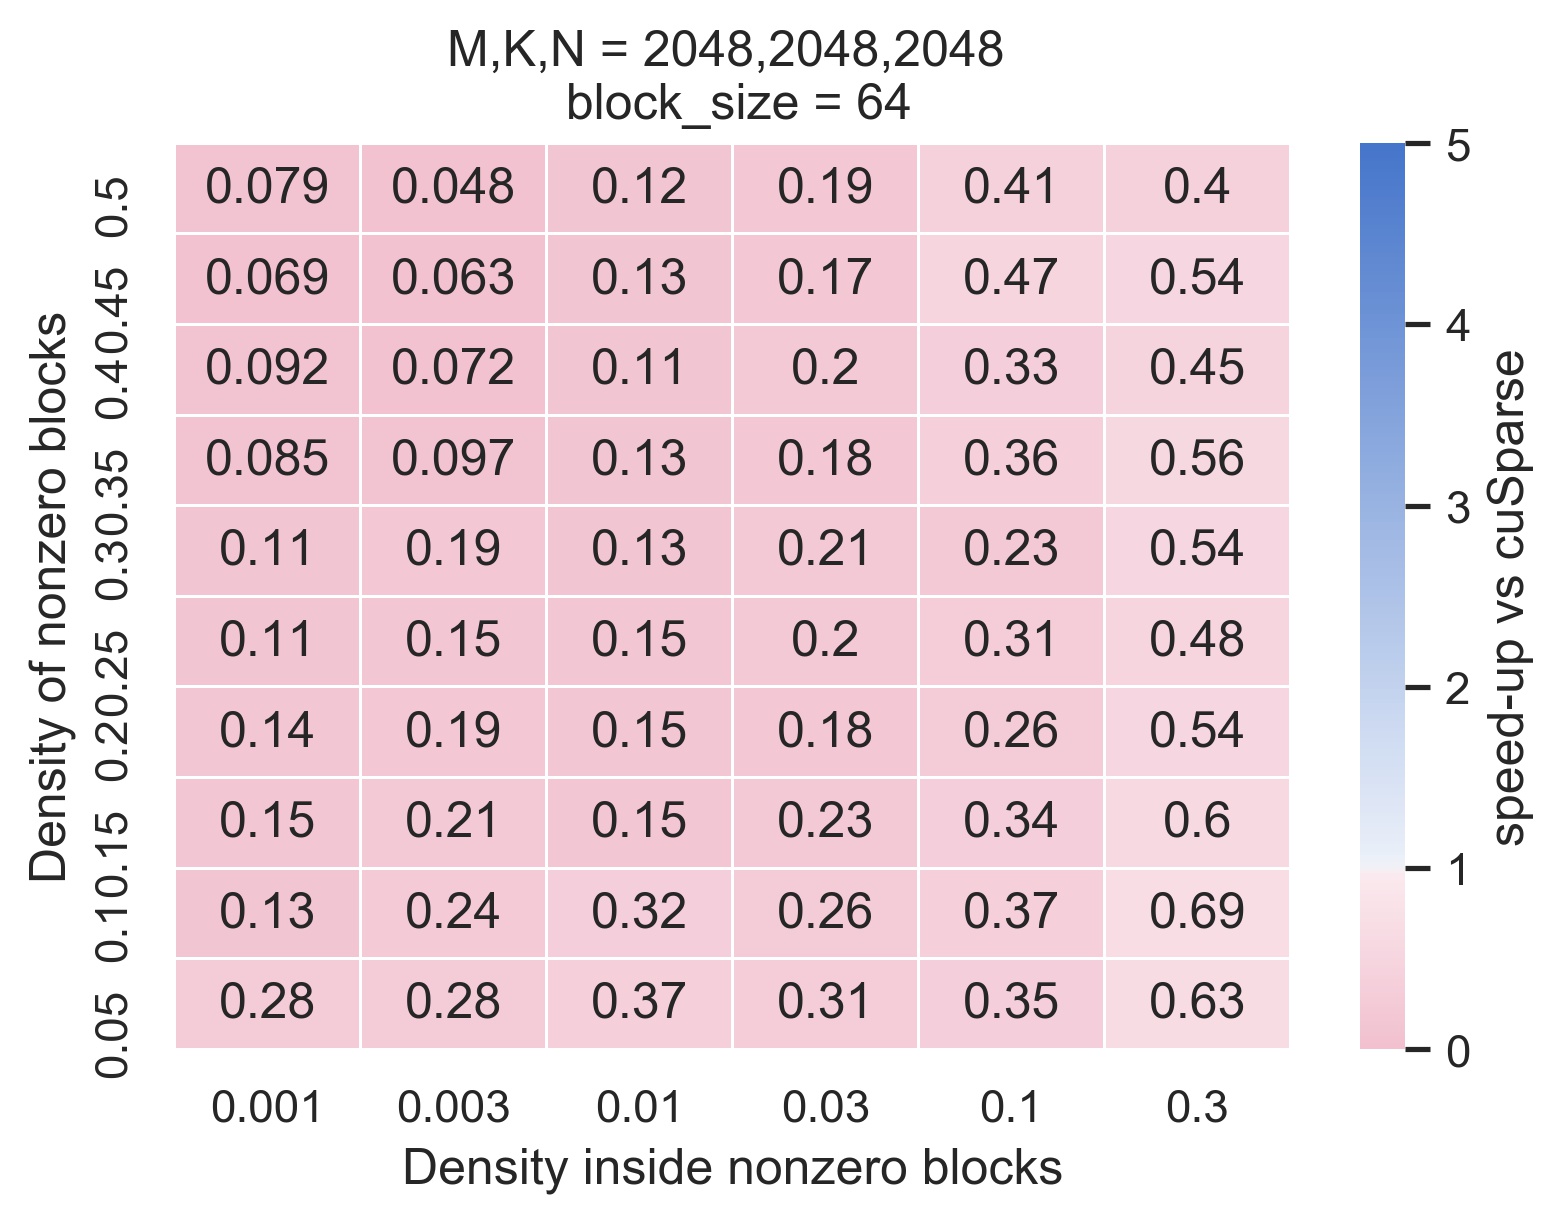 M,K,N = 2048,2048,2048
block_size = 64
Density of nonzero blocks
0.5 0.079 0.048 0.12 0.19 0.41 0.4
0.45 0.069 0.063 0.13 0.17 0.47 0.54
0.4 0.092 0.072 0.11 0.2 0.33 0.45
0.35 0.085 0.097 0.13 0.18 0.36 0.56
0.3 0.11 0.19 0.13 0.21 0.23 0.54
0.25 0.11 0.15 0.15 0.2 0.31 0.48
0.2 0.14 0.19 0.15 0.18 0.26 0.54
0.15 0.15 0.21 0.15 0.23 0.34 0.6
0.1 0.13 0.24 0.32 0.26 0.37 0.69
0.05 0.28 0.28 0.37 0.31 0.35 0.63
0.001 0.003 0.01 0.03 0.1 0.3
Density inside nonzero blocks
5
4
3
2
1
0
speed-up vs cuSparse